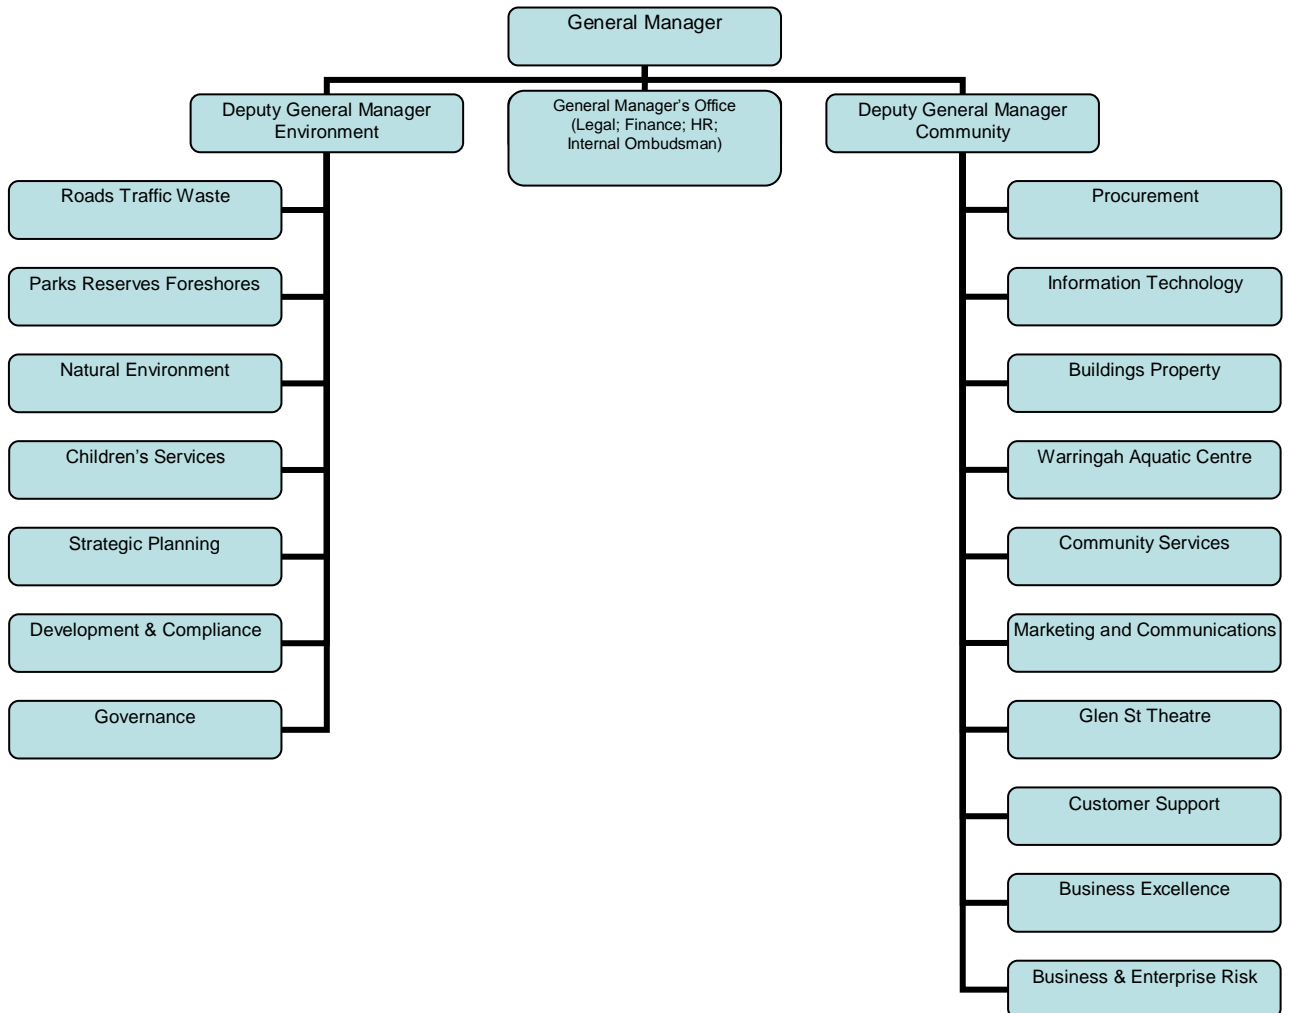 General Manager
Deputy General Manager
Environment
General Manager’s Office
(Legal; Finance; HR;
Internal Ombudsman)
Deputy General Manager
Community
Roads Traffic Waste
Parks Reserves Foreshores
Natural Environment
Children’s Services
Strategic Planning
Development & Compliance
Governance
Procurement
Information Technology
Buildings Property
Warringah Aquatic Centre
Community Services
Marketing and Communications
Glen St Theatre
Customer Support
Business Excellence
Business & Enterprise Risk